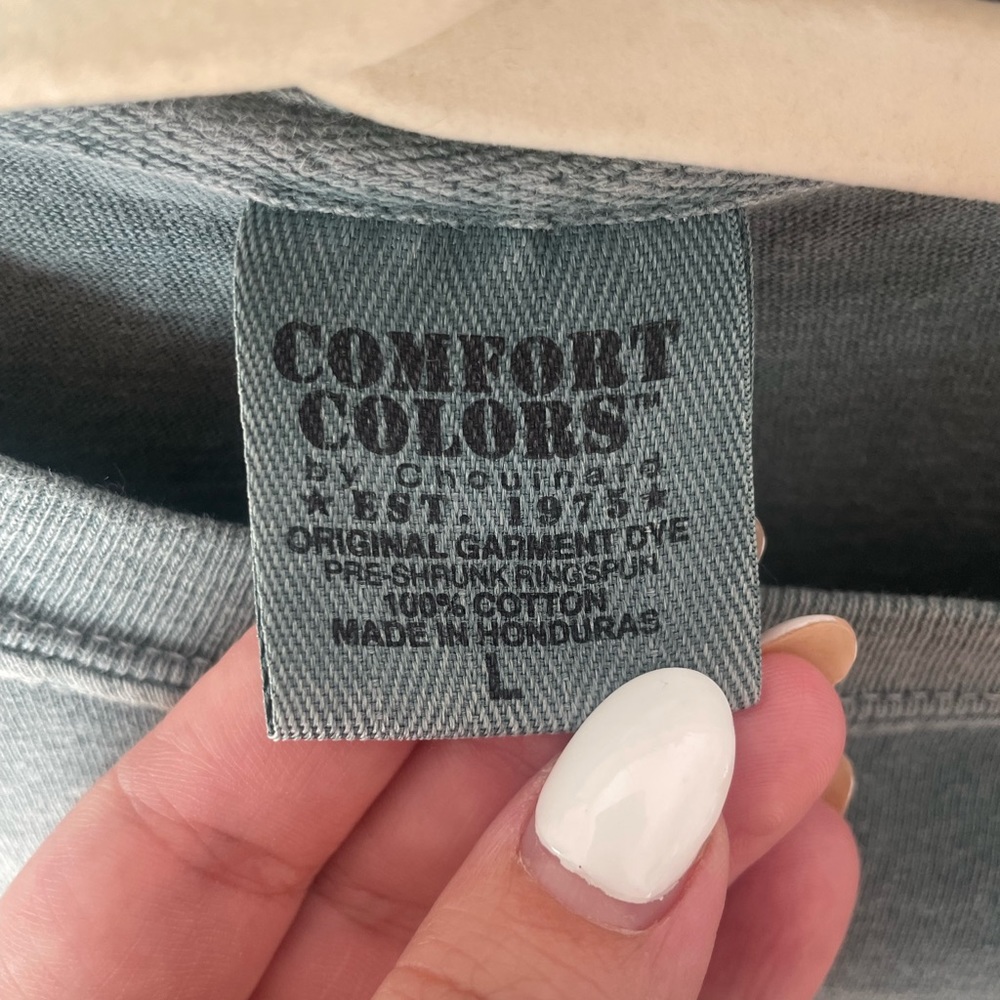 COMFORT
COLORS™
by Chouinard
★ EST. 1975 ★
ORIGINAL GARMENT DYE
PRE-SHRUNK RINGSPUN
100% COTTON
MADE IN HONDURAS
L